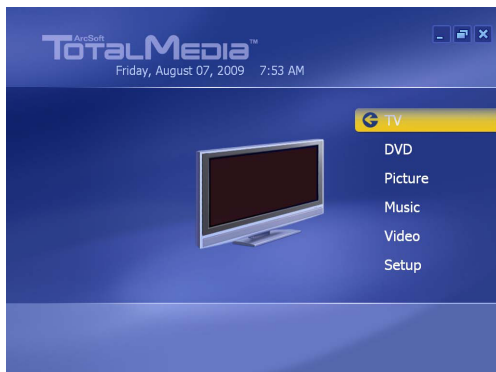 ArcSoft
TOTALMEDIA™
Friday, August 07, 2009 7:53 AM
TV
DVD
Picture
Music
Video
Setup